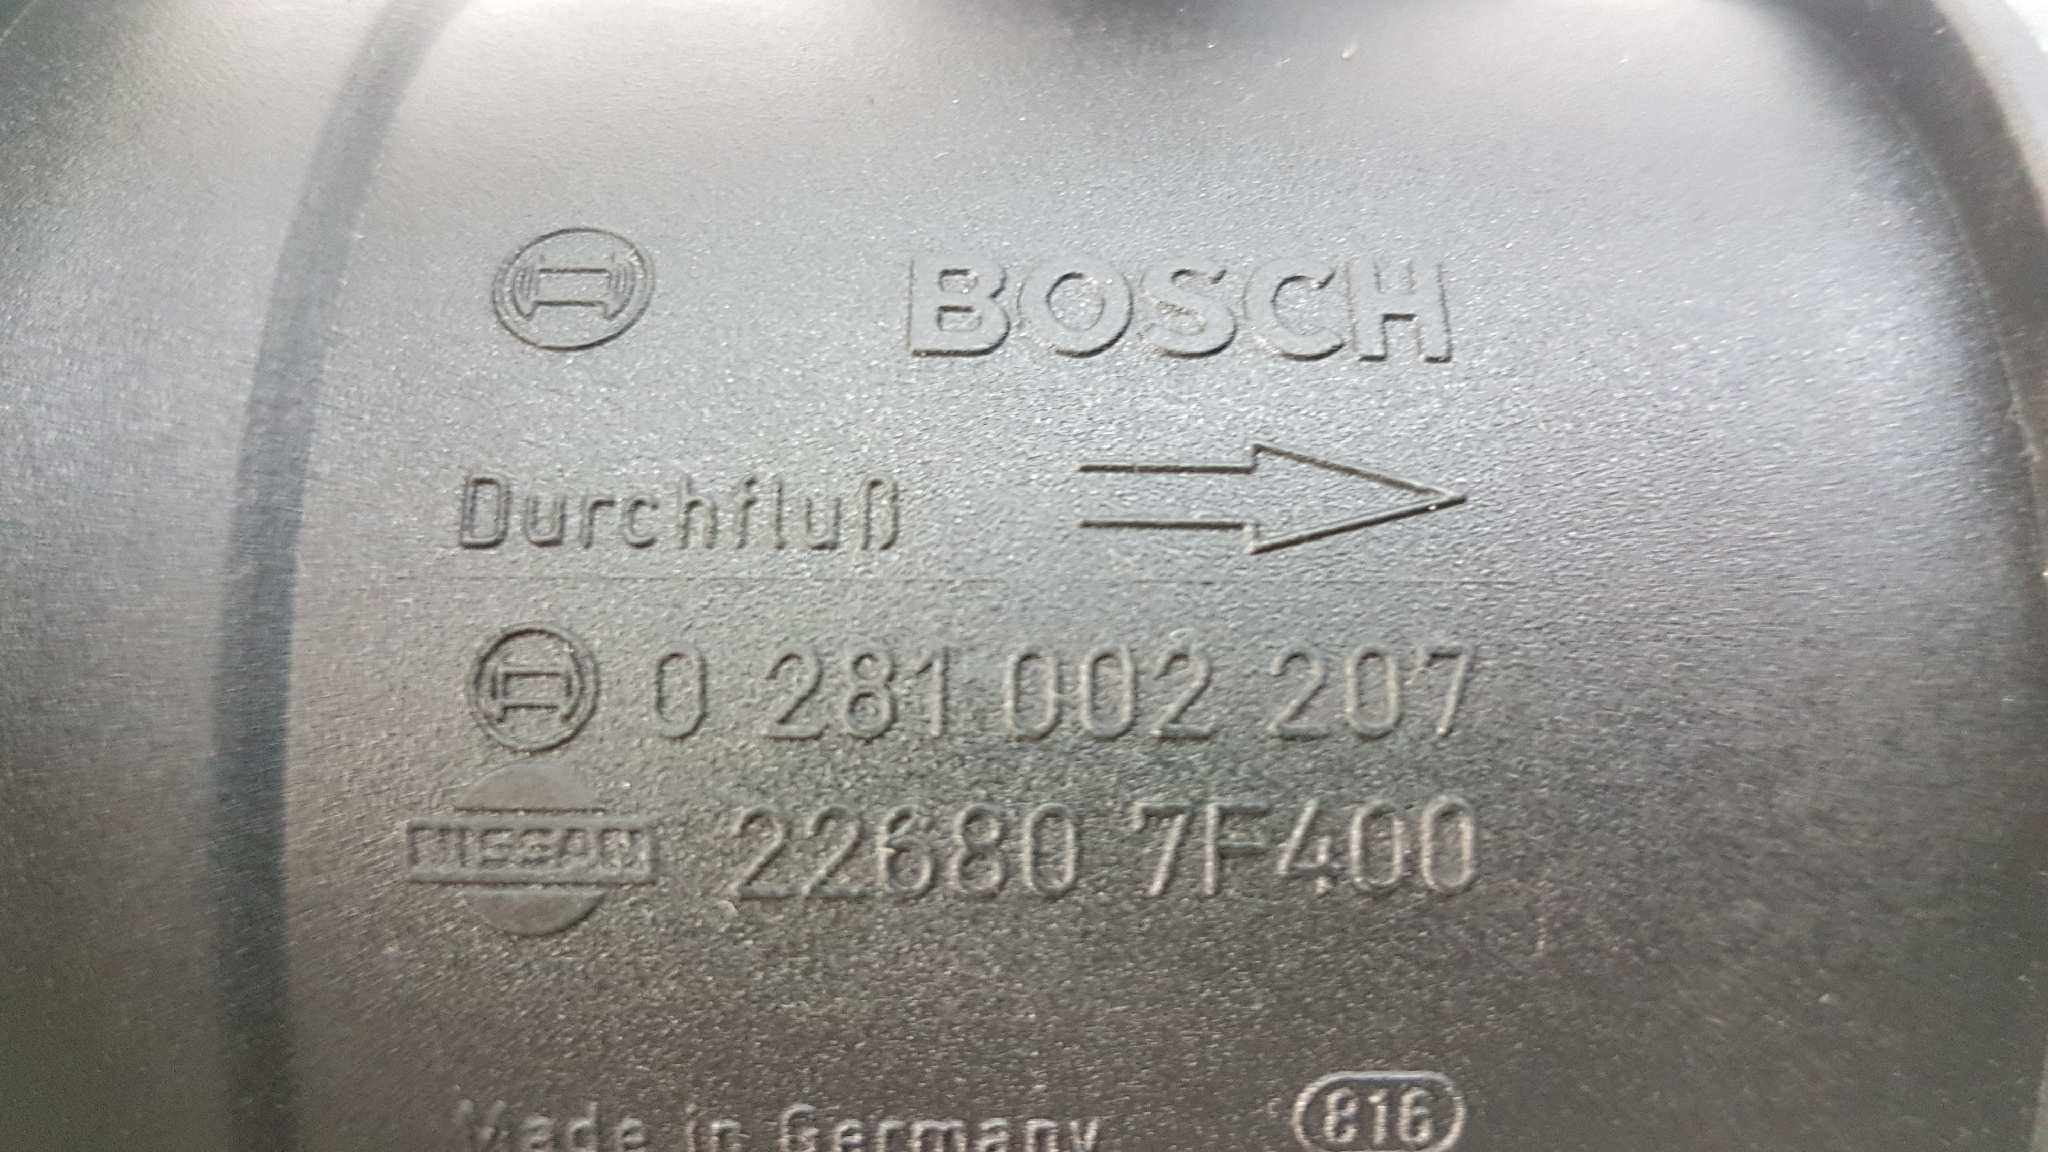 BOSCH
Durchfluß
0 281 002 207
NISSAN 22680 7F400
Made in Germany 816